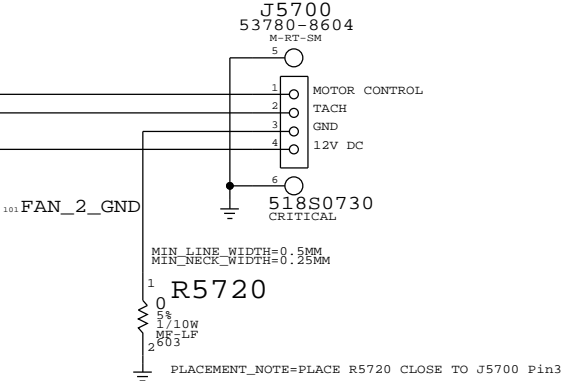 J5700
53780-8604
M-RT-SM
5
1 MOTOR CONTROL
2 TACH
3 GND
4 12V DC
6
518S0730
CRITICAL
101 FAN_2_GND
MIN_LINE_WIDTH=0.5MM
MIN_NECK_WIDTH=0.25MM
1
R5720
0
5%
1/10W
MF-LF
603
2
PLACEMENT_NOTE=PLACE R5720 CLOSE TO J5700 Pin3